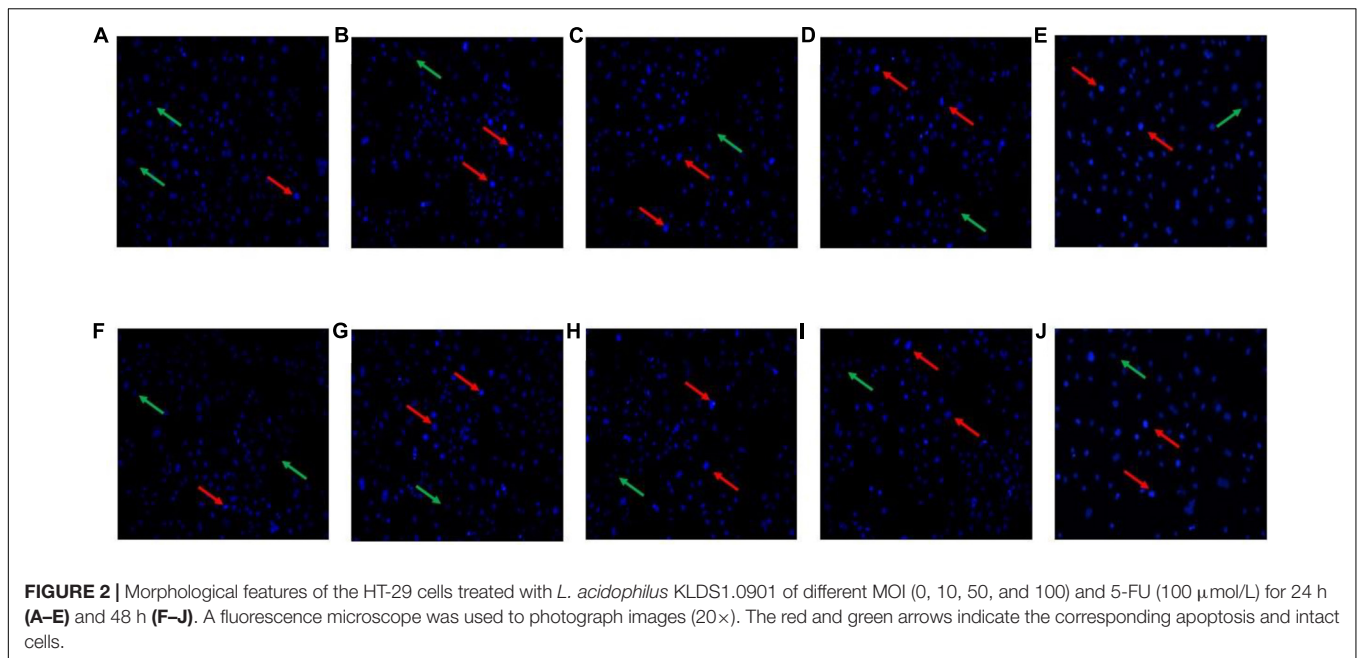 A
B
C
D
E
F
G
H
I
J
FIGURE 2 | Morphological features of the HT-29 cells treated with L. acidophilus KLDS1.0901 of different MOI (0, 10, 50, and 100) and 5-FU (100 μmol/L) for 24 h
(A–E) and 48 h (F–J). A fluorescence microscope was used to photograph images (20×). The red and green arrows indicate the corresponding apoptosis and intact
cells.